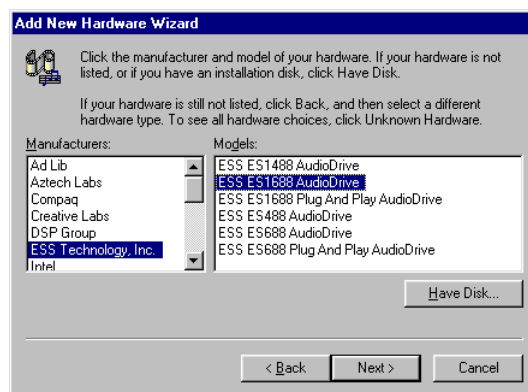 Add New Hardware Wizard
Click the manufacturer and model of your hardware. If your hardware is not
listed, or if you have an installation disk, click Have Disk.
If your hardware is still not listed, click Back, and then select a different
hardware type. To see all hardware choices, click Unknown Hardware.
Manufacturers:
Ad Lib
Aztech Labs
Compaq
Creative Labs
DSP Group
ESS Technology, Inc.
Intel
Models:
ESS ES1488 AudioDrive
ESS ES1688 AudioDrive
ESS ES1688 Plug And Play AudioDrive
ESS ES488 AudioDrive
ESS ES688 AudioDrive
ESS ES688 Plug And Play AudioDrive
Have Disk...
< Back
Next >
Cancel